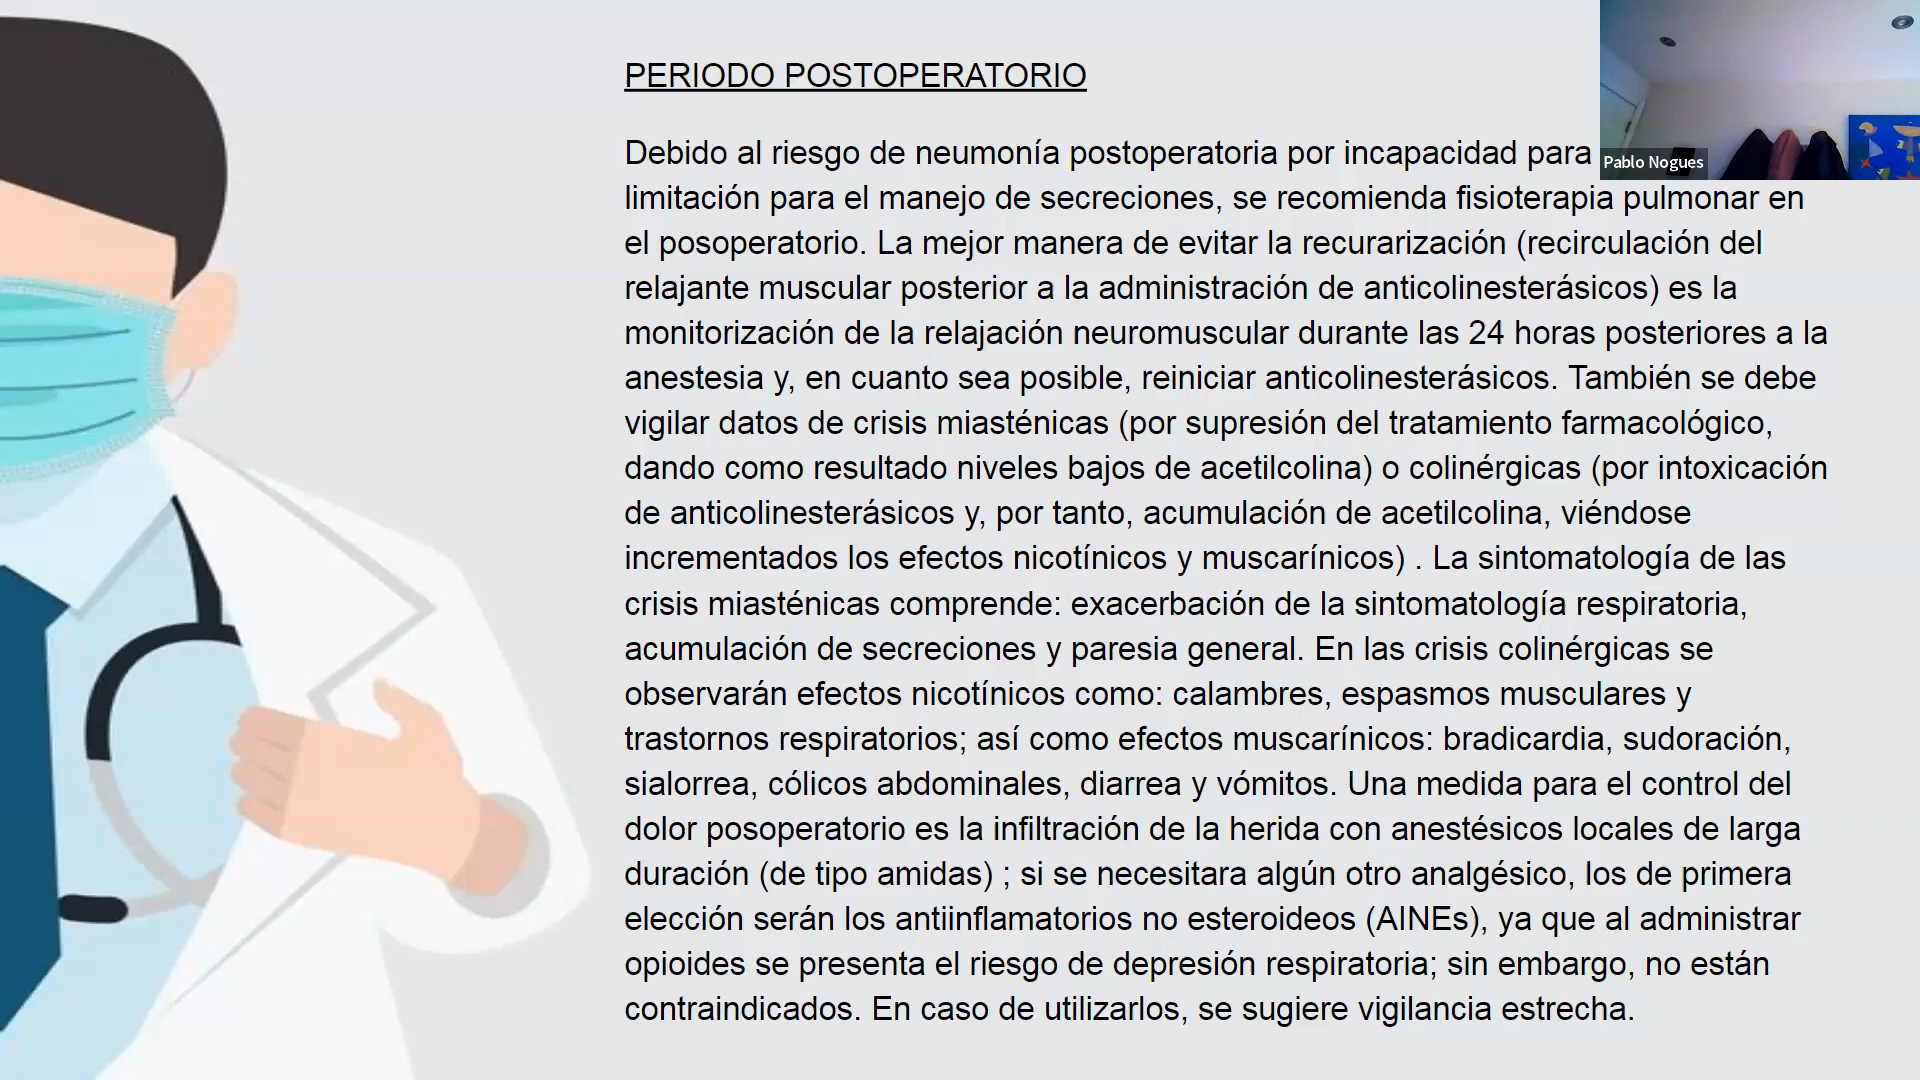 PERIODO POSTOPERATORIO
Debido al riesgo de neumonía postoperatoria por incapacidad para
Pablo Nogues
limitación para el manejo de secreciones, se recomienda fisioterapia pulmonar en
el posoperatorio. La mejor manera de evitar la recurarización (recirculación del
relajante muscular posterior a la administración de anticolinesterásicos) es la
monitorización de la relajación neuromuscular durante las 24 horas posteriores a la
anestesia y, en cuanto sea posible, reiniciar anticolinesterásicos. También se debe
vigilar datos de crisis miasténicas (por supresión del tratamiento farmacológico,
dando como resultado niveles bajos de acetilcolina) o colinérgicas (por intoxicación
de anticolinesterásicos y, por tanto, acumulación de acetilcolina, viéndose
incrementados los efectos nicotínicos y muscarínicos) . La sintomatología de las
crisis miasténicas comprende: exacerbación de la sintomatología respiratoria,
acumulación de secreciones y paresia general. En las crisis colinérgicas se
observarán efectos nicotínicos como: calambres, espasmos musculares y
trastornos respiratorios; así como efectos muscarínicos: bradicardia, sudoración,
sialorrea, cólicos abdominales, diarrea y vómitos. Una medida para el control del
dolor posoperatorio es la infiltración de la herida con anestésicos locales de larga
duración (de tipo amidas) ; si se necesitara algún otro analgésico, los de primera
elección serán los antiinflamatorios no esteroideos (AINEs), ya que al administrar
opioides se presenta el riesgo de depresión respiratoria; sin embargo, no están
contraindicados. En caso de utilizarlos, se sugiere vigilancia estrecha.